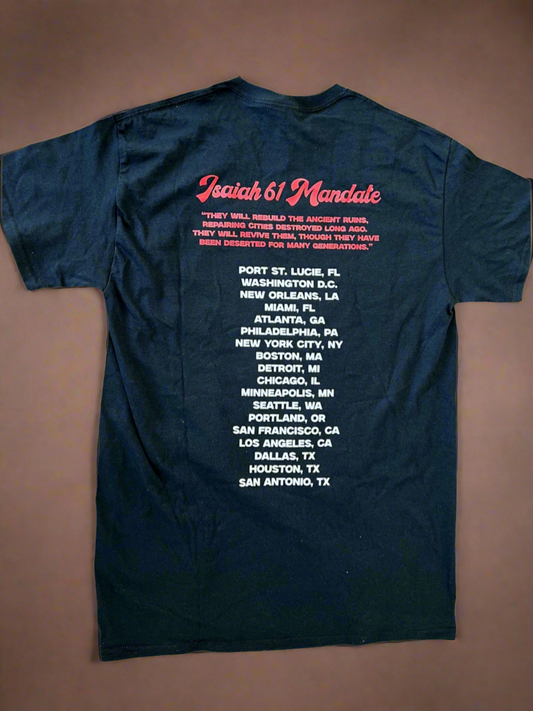 Isaiah 61 Mandate
"THEY WILL REBUILD THE ANCIENT RUINS,
REPAIRING CITIES DESTROYED LONG AGO.
THEY WILL REVIVE THEM, THOUGH THEY HAVE
BEEN DESERTED FOR MANY GENERATIONS."
PORT ST. LUCIE, FL
WASHINGTON D.C.
NEW ORLEANS, LA
MIAMI, FL
ATLANTA, GA
PHILADELPHIA, PA
NEW YORK CITY, NY
BOSTON, MA
DETROIT, MI
CHICAGO, IL
MINNEAPOLIS, MN
SEATTLE, WA
PORTLAND, OR
SAN FRANCISCO, CA
LOS ANGELES, CA
DALLAS, TX
HOUSTON, TX
SAN ANTONIO, TX